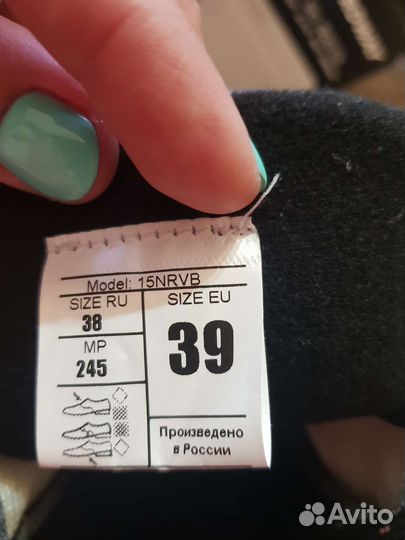 Model: 15NRVB
SIZE RU
38
MP
245
SIZE EU
39
Произведено
в России
Avito